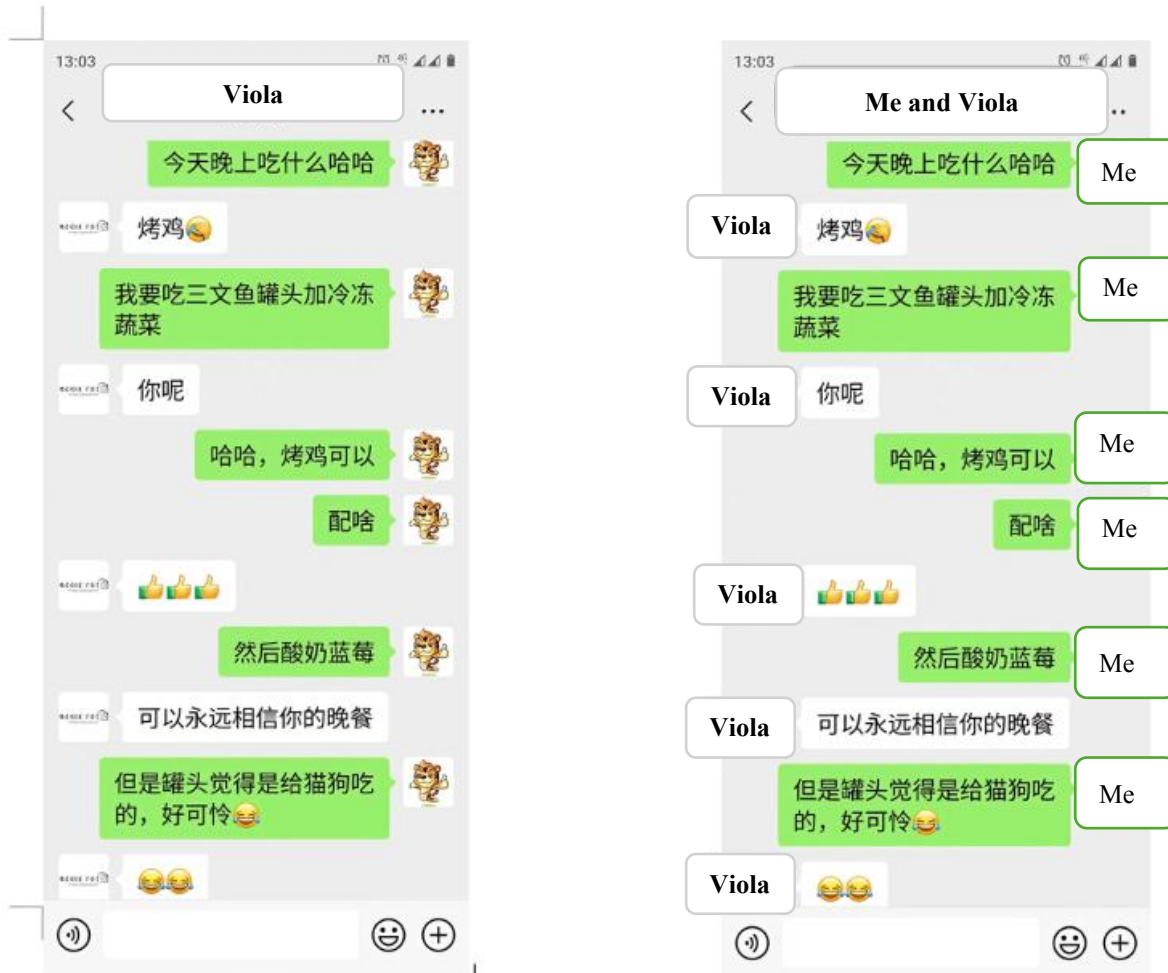 13:03
Viola
...
今天晚上吃什么哈哈
烤鸡🤣
我要吃三文鱼罐头加冷冻
蔬菜
你呢
哈哈，烤鸡可以
配啥
👍👍👍
然后酸奶蓝莓
可以永远相信你的晚餐
但是罐头觉得是给猫狗吃
的，好可怜😂
😂😂
13:03
Me and Viola
今天晚上吃什么哈哈
Me
Viola
烤鸡🤣
我要吃三文鱼罐头加冷冻
蔬菜
Me
Viola
你呢
哈哈，烤鸡可以
Me
配啥
Me
Viola
👍👍👍
然后酸奶蓝莓
Me
Viola
可以永远相信你的晚餐
但是罐头觉得是给猫狗吃
的，好可怜😂
Me
Viola
😂😂